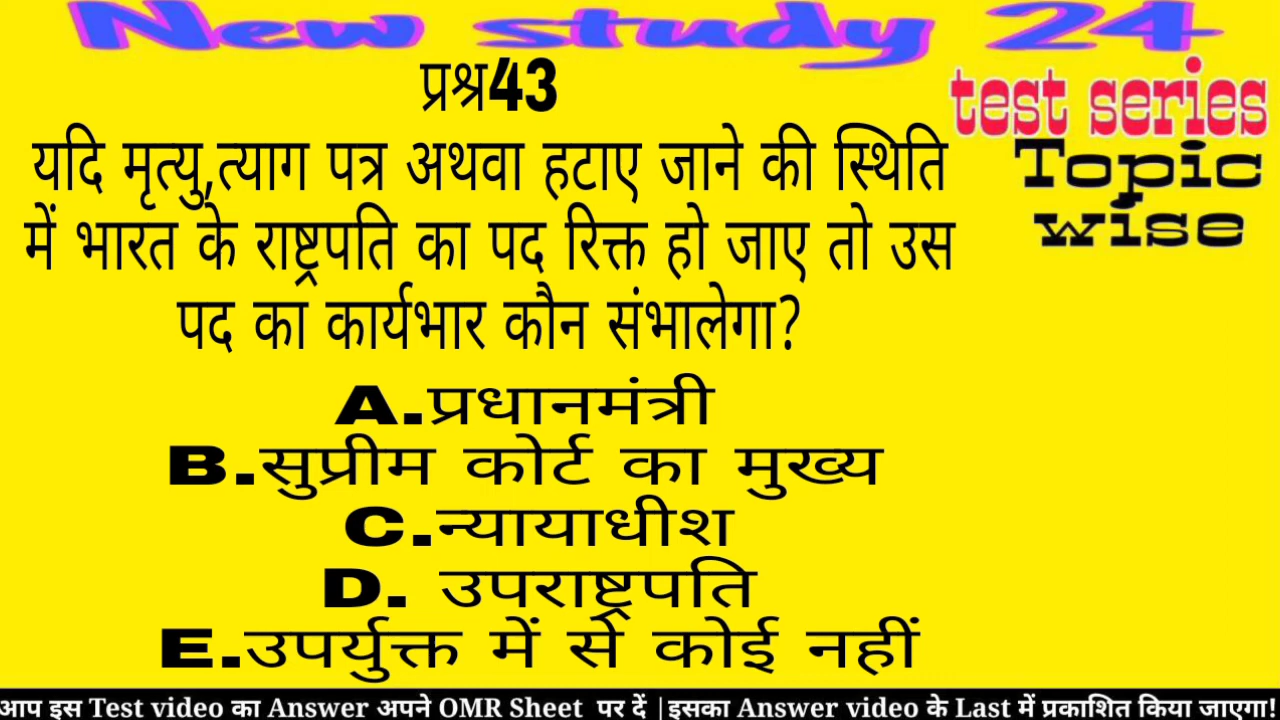 New study 24
test series
Topic
wise
प्रश्न43
यदि मृत्यु,त्याग पत्र अथवा हटाए जाने की स्थिति
में भारत के राष्ट्रपति का पद रिक्त हो जाए तो उस
पद का कार्यभार कौन संभालेगा?
A.प्रधानमंत्री
B.सुप्रीम कोर्ट का मुख्य
C.न्यायाधीश
D. उपराष्ट्रपति
E.उपर्युक्त में से कोई नहीं
आप इस Test video का Answer अपने OMR Sheet पर दें |इसका Answer video के Last में प्रकाशित किया जाएगा!